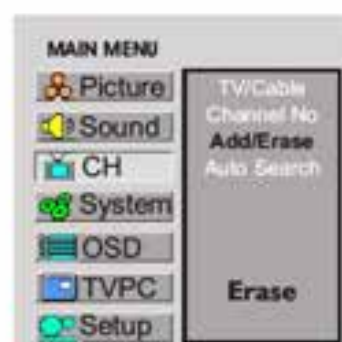 MAIN MENU
Picture
Sound
CH
System
OSD
TVPC
Setup
TV/Cable
Channel No
Add/Erase
Auto Search
Erase